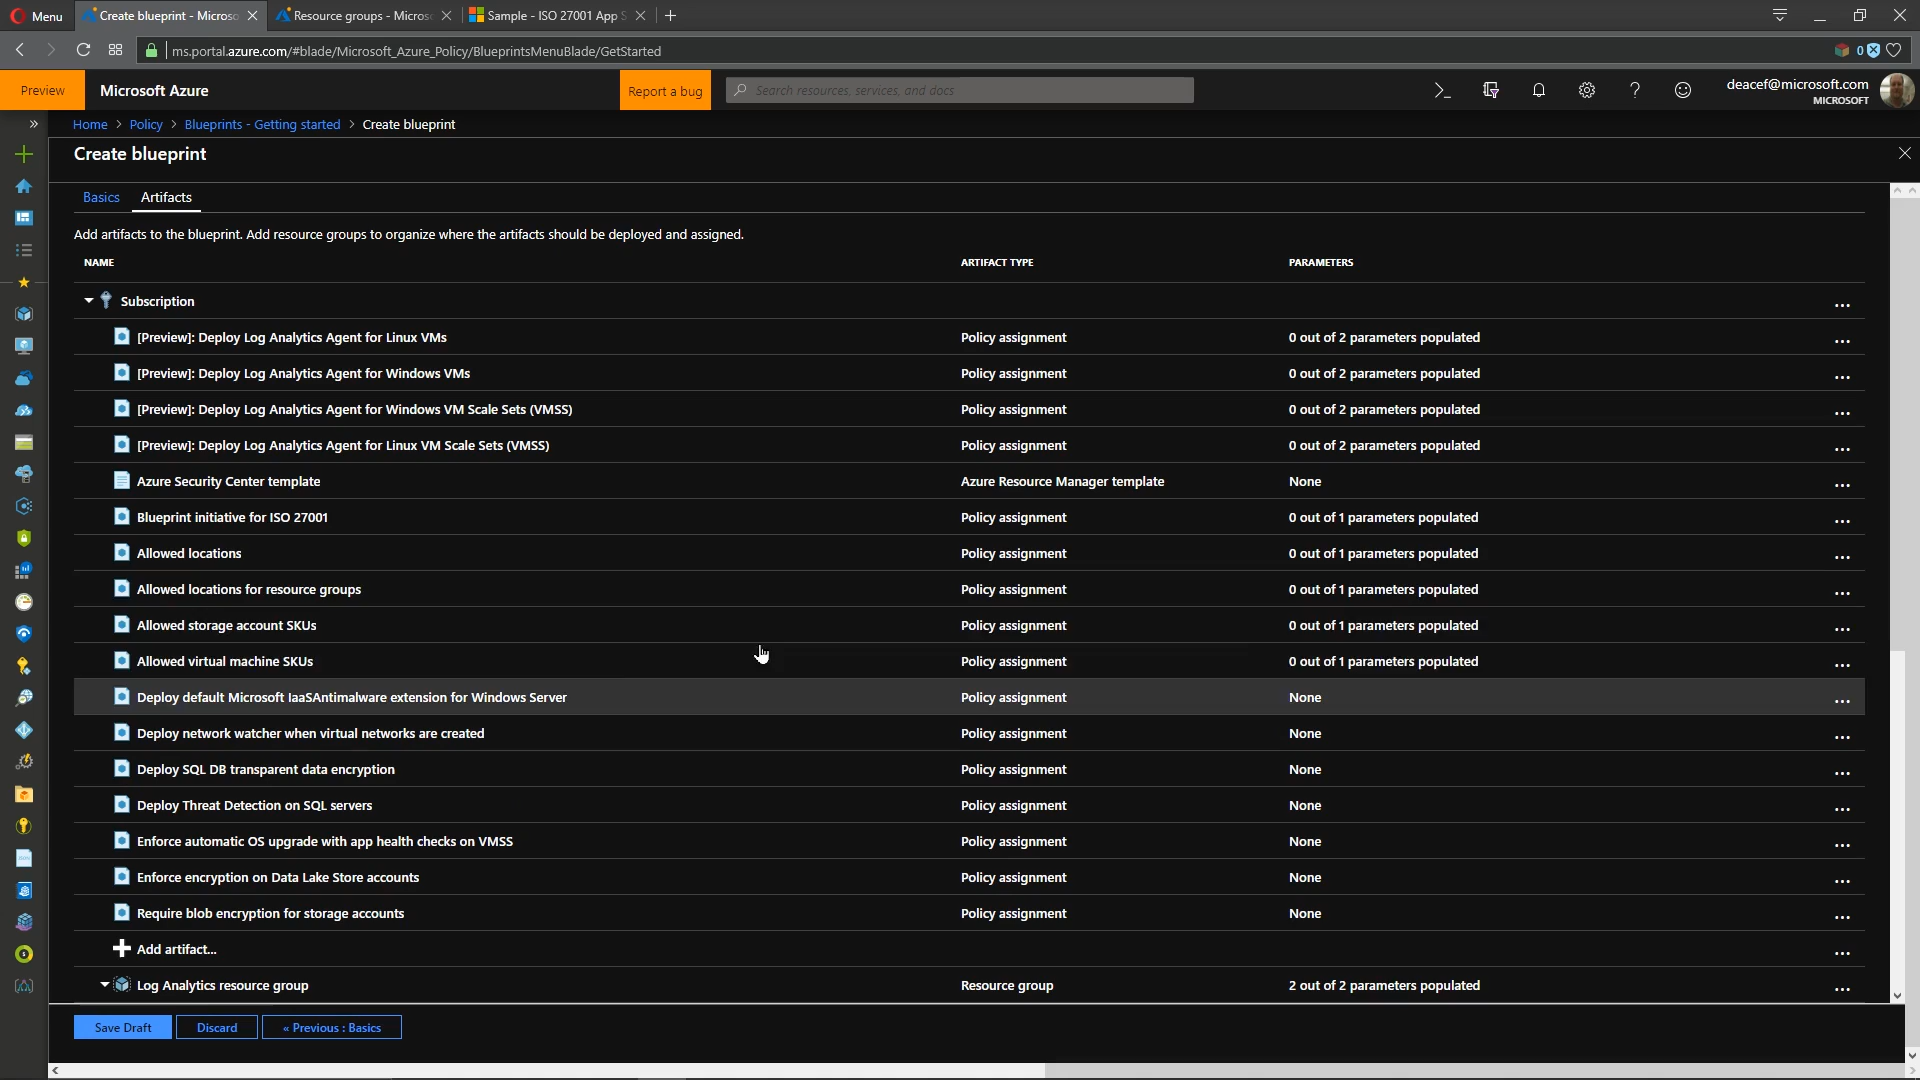 Menu
Create blueprint - Microso
Resource groups - Micros
Sample - ISO 27001 App S
ms.portal.azure.com/#blade/Microsoft_Azure_Policy/BlueprintsMenuBlade/GetStarted
0
Preview
Microsoft Azure
Report a bug
Search resources, services, and docs
deacef@microsoft.com
MICROSOFT
Home > Policy > Blueprints - Getting started > Create blueprint
Create blueprint
Basics Artifacts
Add artifacts to the blueprint. Add resource groups to organize where the artifacts should be deployed and assigned.
NAME ARTIFACT TYPE PARAMETERS
Subscription ...
[Preview]: Deploy Log Analytics Agent for Linux VMs Policy assignment 0 out of 2 parameters populated ...
[Preview]: Deploy Log Analytics Agent for Windows VMs Policy assignment 0 out of 2 parameters populated ...
[Preview]: Deploy Log Analytics Agent for Windows VM Scale Sets (VMSS) Policy assignment 0 out of 2 parameters populated ...
[Preview]: Deploy Log Analytics Agent for Linux VM Scale Sets (VMSS) Policy assignment 0 out of 2 parameters populated ...
Azure Security Center template Azure Resource Manager template None ...
Blueprint initiative for ISO 27001 Policy assignment 0 out of 1 parameters populated ...
Allowed locations Policy assignment 0 out of 1 parameters populated ...
Allowed locations for resource groups Policy assignment 0 out of 1 parameters populated ...
Allowed storage account SKUs Policy assignment 0 out of 1 parameters populated ...
Allowed virtual machine SKUs Policy assignment 0 out of 1 parameters populated ...
Deploy default Microsoft IaaSAntimalware extension for Windows Server Policy assignment None ...
Deploy network watcher when virtual networks are created Policy assignment None ...
Deploy SQL DB transparent data encryption Policy assignment None ...
Deploy Threat Detection on SQL servers Policy assignment None ...
Enforce automatic OS upgrade with app health checks on VMSS Policy assignment None ...
Enforce encryption on Data Lake Store accounts Policy assignment None ...
Require blob encryption for storage accounts Policy assignment None ...
Add artifact... ...
Log Analytics resource group Resource group 2 out of 2 parameters populated ...
Save Draft Discard « Previous : Basics